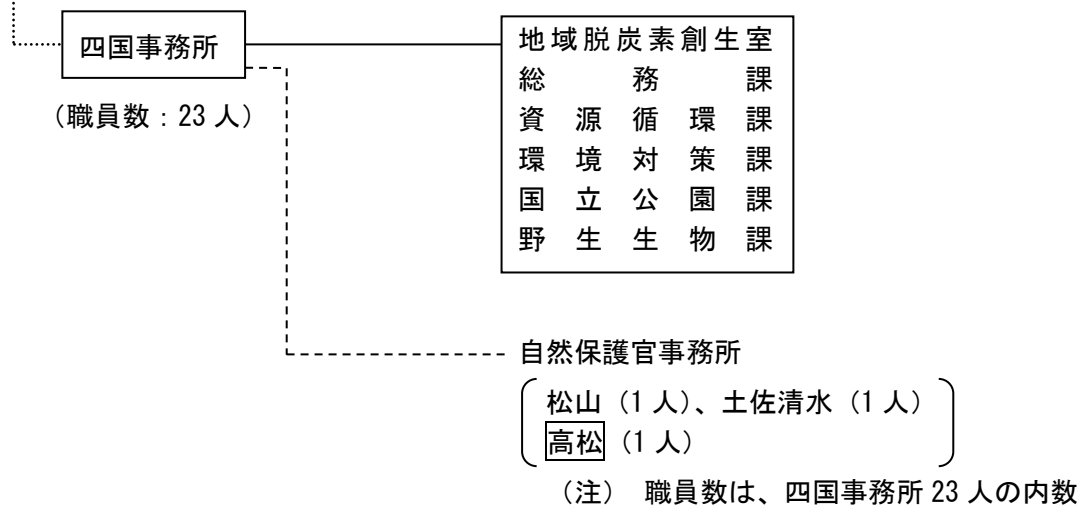 四国事務所
(職員数：23 人)
地域脱炭素創生室
総務課
資源循環課
環境対策課
国立公園課
野生生物課
自然保護官事務所
松山（1 人）、土佐清水（1 人）
高松（1 人）
（注） 職員数は、四国事務所 23 人の内数